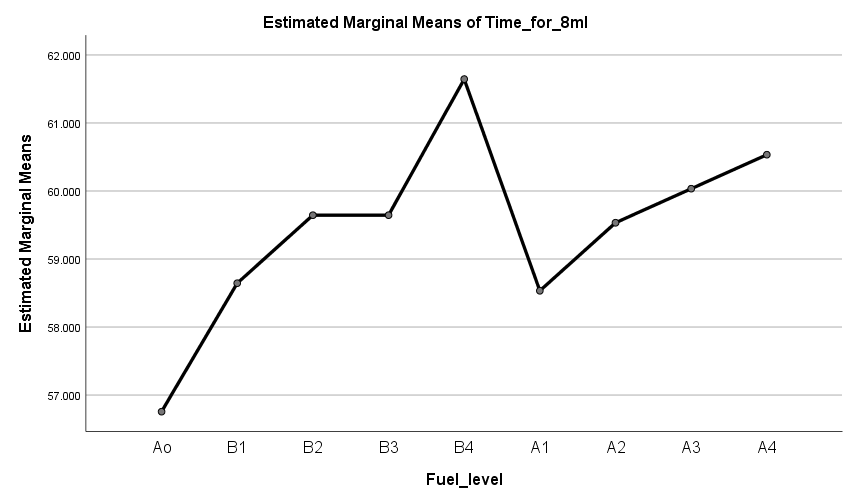 Estimated Marginal Means of Time_for_8ml
Estimated Marginal Means
62.000
61.000
60.000
59.000
58.000
57.000
Ao B1 B2 B3 B4 A1 A2 A3 A4
Fuel_level